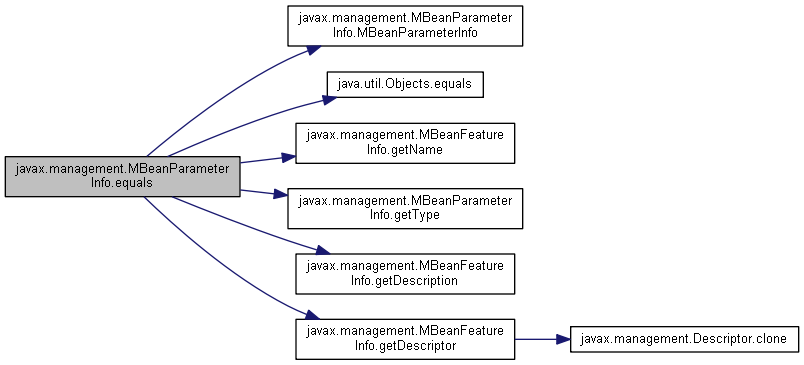 javax.management.MBeanParameter
Info.MBeanParameterInfo
java.util.Objects.equals
javax.management.MBeanFeature
Info.getName
javax.management.MBeanParameter
Info.equals
javax.management.MBeanParameter
Info.getType
javax.management.MBeanFeature
Info.getDescription
javax.management.MBeanFeature
Info.getDescriptor
javax.management.Descriptor.clone